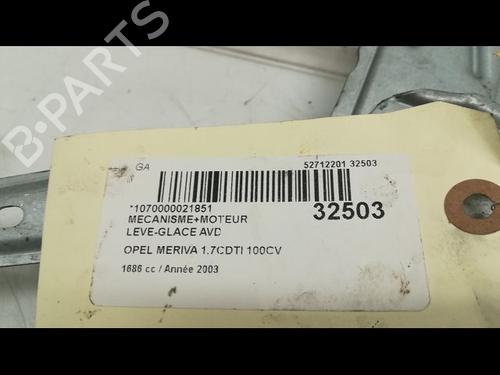 B-PARTS
GA
52712201 32503
*1070000021851
32503
MECANISME+MOTEUR
LEVE-GLACE AVD
OPEL MERIVA 1.7CDTI 100CV
1686 cc / Année 2003